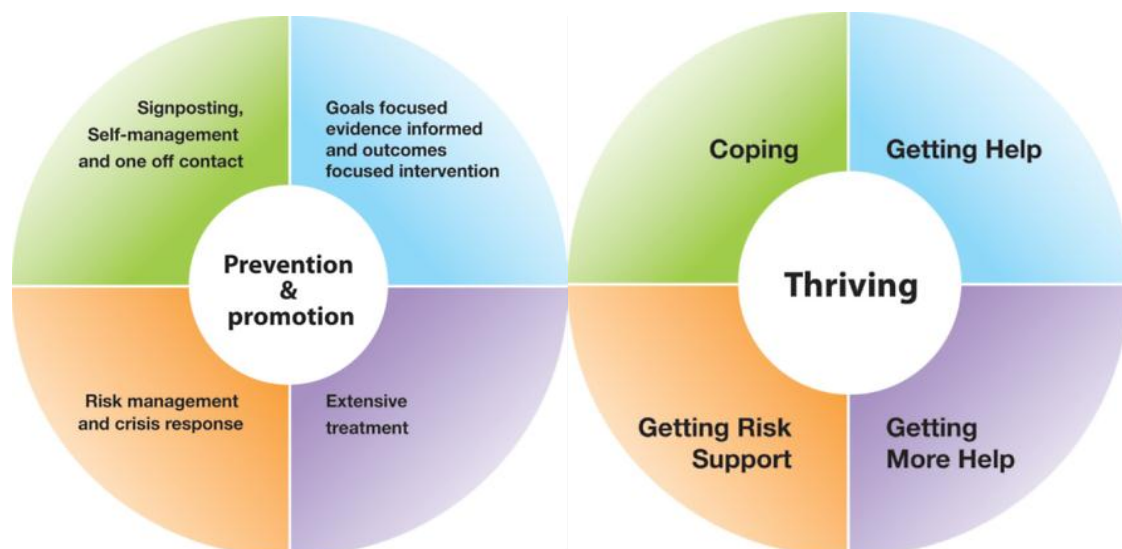 Signposting,
Self-management
and one off contact
Goals focused
evidence informed
and outcomes
focused intervention
Prevention
&
promotion
Risk management
and crisis response
Extensive
treatment
Coping
Getting Help
Thriving
Getting Risk
Support
Getting
More Help